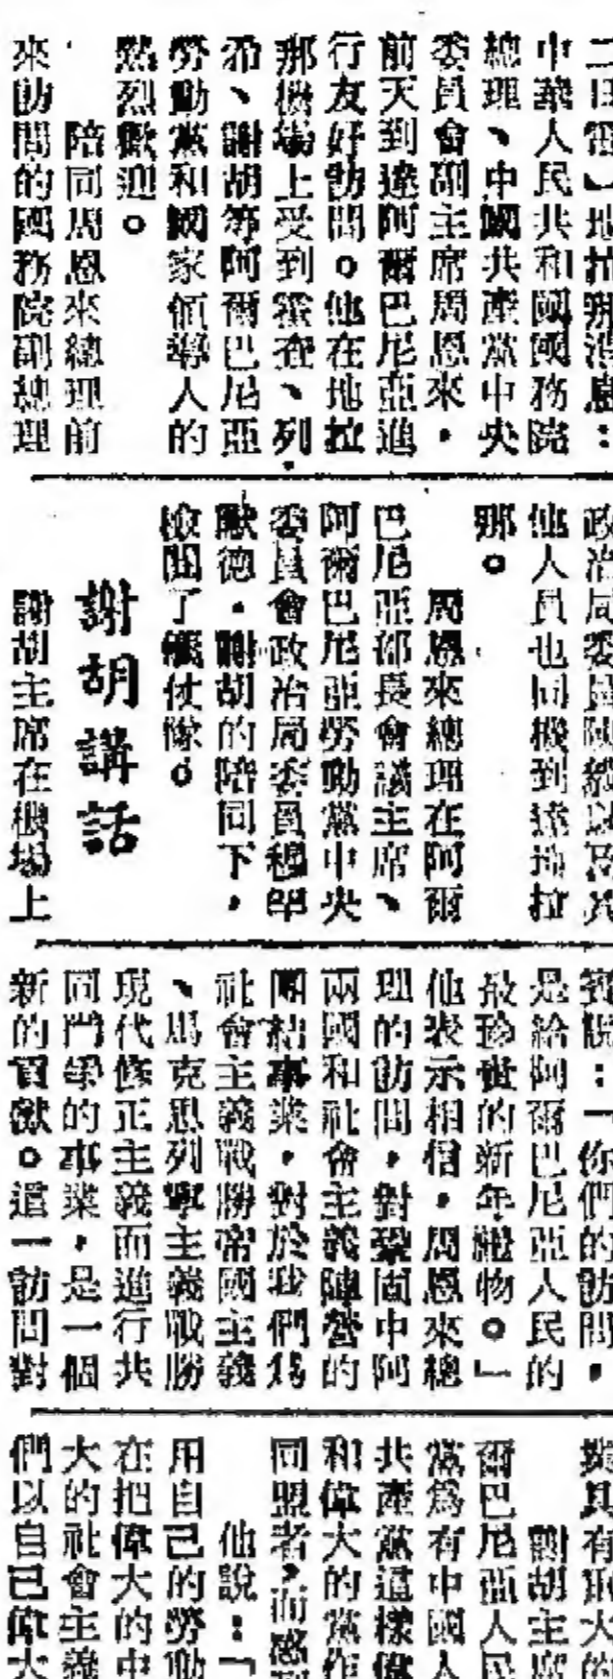 二日電】地拉那消息：
中華人民共和國國務院
總理、中國共產黨中央
委員會副主席周恩來，
前天到達阿爾巴尼亞進
行友好訪問。他在地拉
那機場上受到霍查、列
希、謝胡等阿爾巴尼亞
勞動黨和國家領導人的
熱烈歡迎。
陪同周恩來總理前
來訪問的國務院副總理
政治局委員 以及其
他人員也同機到達地拉
那。
周恩來總理在阿爾
巴尼亞部長會議主席、
阿爾巴尼亞勞動黨中央
委員會政治局委員穆罕
默德・謝胡的陪同下，
檢閱了儀仗隊。
謝胡講話
謝胡主席在機場上
說：「你們的訪問，
是給阿爾巴尼亞人民的
最珍貴的新年禮物。」
他表示相信，周恩來總
理的訪問，對鞏固中阿
兩國和社會主義陣營的
團結事業，對於我們爲
社會主義戰勝帝國主義
、馬克思列寧主義戰勝
現代修正主義而進行共
同鬥爭的事業，是一個
新的貢獻。這一訪問對
具有 大的
謝胡主席
爾巴尼亞人民
黨爲有中國人
共產黨這樣偉
和偉大的黨作
同盟者，而感到
他說：「
用自己的勞動
在把偉大的中
大的社會主義
們以自己偉大